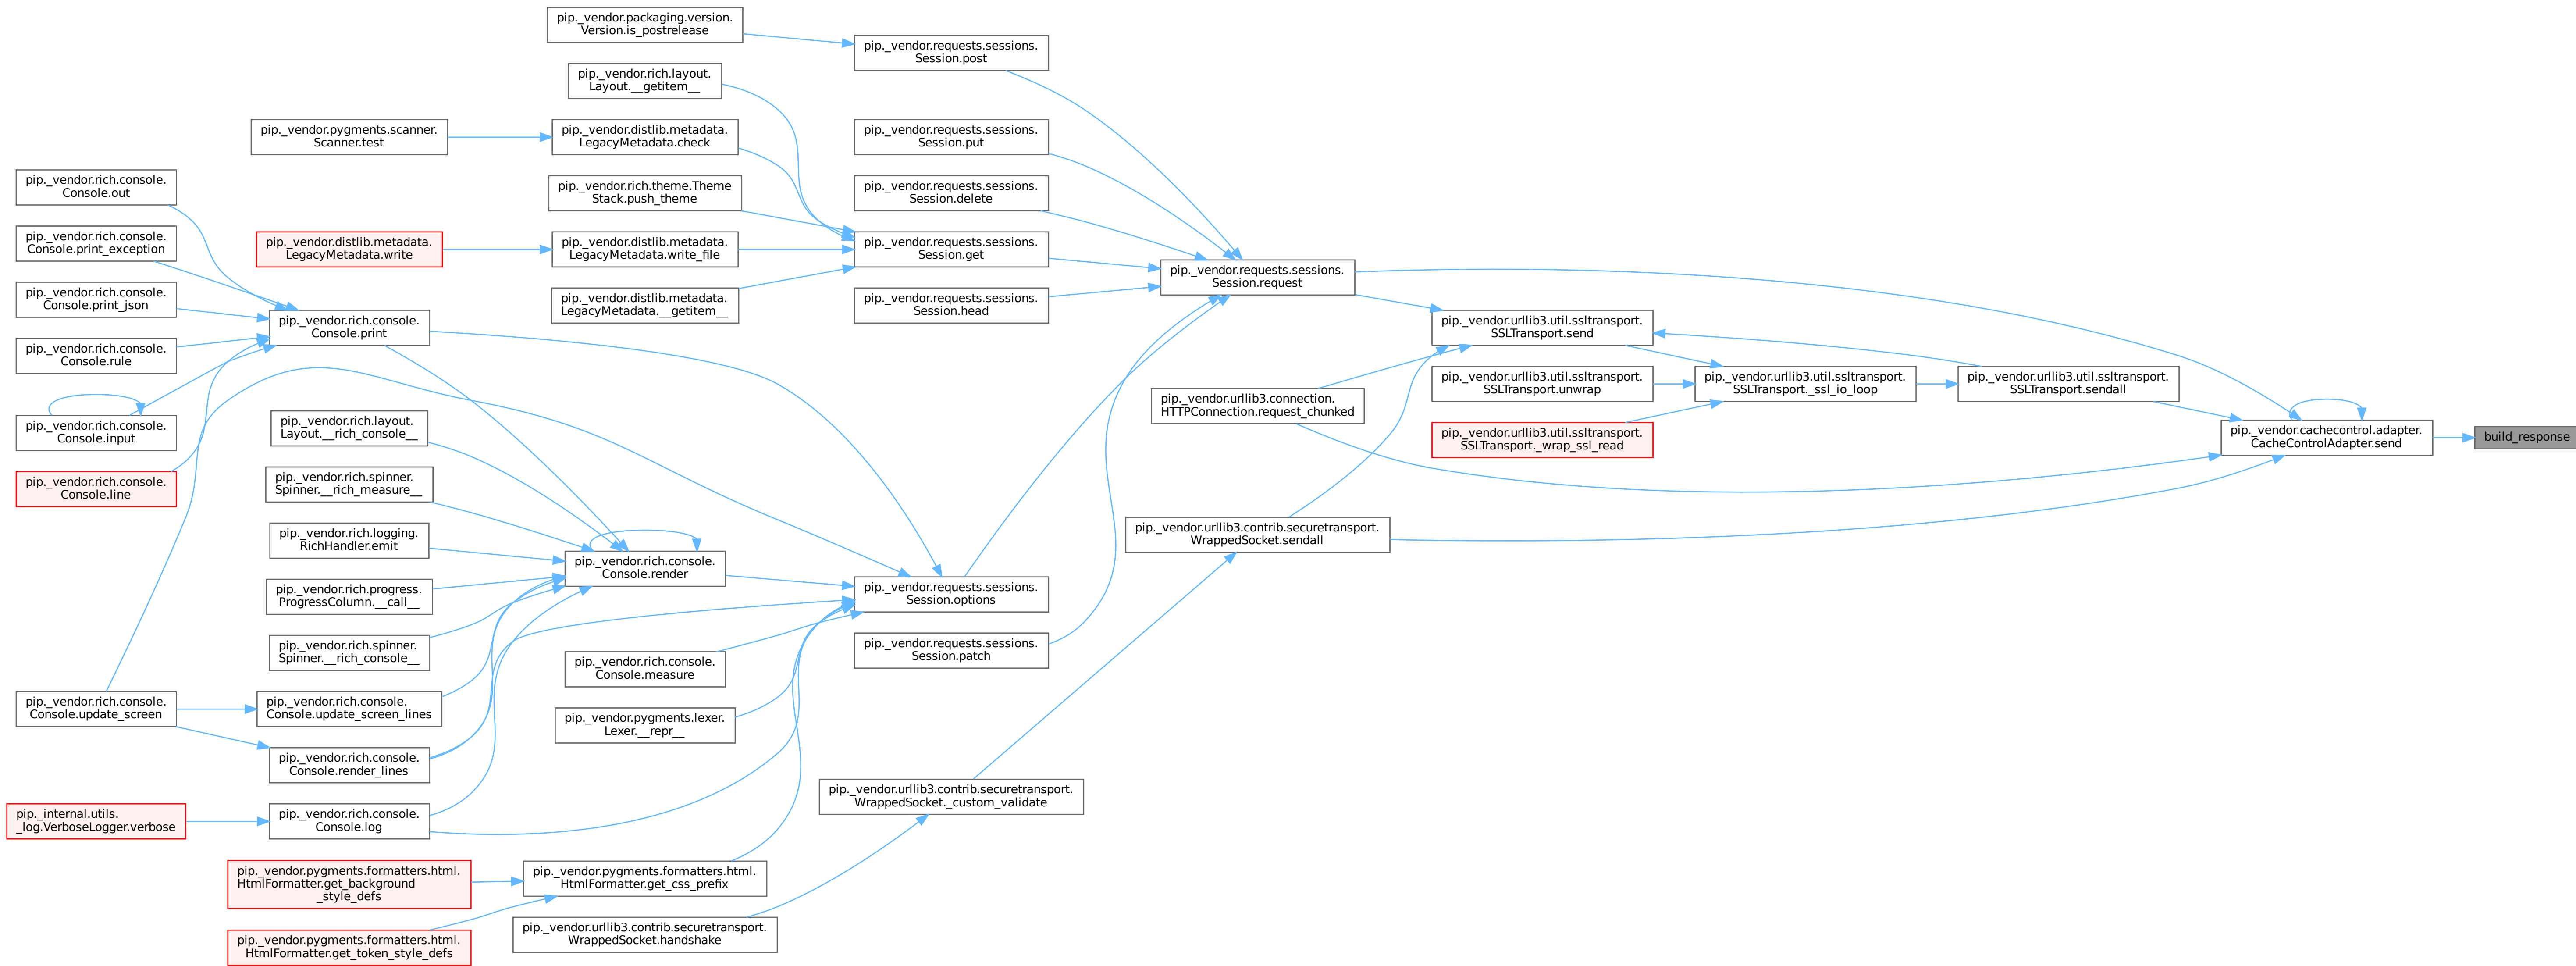 pip._vendor.packaging.version.
Version.is_postrelease
pip._vendor.requests.sessions.
Session.post
pip._vendor.rich.layout.
Layout.__getitem__
pip._vendor.pygments.scanner.
Scanner.test
pip._vendor.distlib.metadata.
LegacyMetadata.check
pip._vendor.requests.sessions.
Session.put
pip._vendor.rich.console.
Console.out
pip._vendor.rich.theme.Theme
Stack.push_theme
pip._vendor.requests.sessions.
Session.delete
pip._vendor.rich.console.
Console.print_exception
pip._vendor.distlib.metadata.
LegacyMetadata.write
pip._vendor.distlib.metadata.
LegacyMetadata.write_file
pip._vendor.requests.sessions.
Session.get
pip._vendor.requests.sessions.
Session.request
pip._vendor.rich.console.
Console.print_json
pip._vendor.distlib.metadata.
LegacyMetadata.__getitem__
pip._vendor.requests.sessions.
Session.head
pip._vendor.rich.console.
Console.print
pip._vendor.urllib3.util.ssltransport.
SSLTransport.send
pip._vendor.rich.console.
Console.rule
pip._vendor.urllib3.util.ssltransport.
SSLTransport.unwrap
pip._vendor.urllib3.util.ssltransport.
SSLTransport._ssl_io_loop
pip._vendor.urllib3.util.ssltransport.
SSLTransport.sendall
pip._vendor.urllib3.connection.
HTTPConnection.request_chunked
pip._vendor.rich.console.
Console.input
pip._vendor.rich.layout.
Layout.__rich_console__
pip._vendor.urllib3.util.ssltransport.
SSLTransport._wrap_ssl_read
pip._vendor.cachecontrol.adapter.
CacheControlAdapter.send
build_response
pip._vendor.rich.console.
Console.line
pip._vendor.rich.spinner.
Spinner.__rich_measure__
pip._vendor.rich.logging.
RichHandler.emit
pip._vendor.urllib3.contrib.securetransport.
WrappedSocket.sendall
pip._vendor.rich.console.
Console.render
pip._vendor.rich.progress.
ProgressColumn.__call__
pip._vendor.requests.sessions.
Session.options
pip._vendor.rich.spinner.
Spinner.__rich_console__
pip._vendor.rich.console.
Console.measure
pip._vendor.requests.sessions.
Session.patch
pip._vendor.rich.console.
Console.update_screen
pip._vendor.rich.console.
Console.update_screen_lines
pip._vendor.pygments.lexer.
Lexer.__repr__
pip._vendor.rich.console.
Console.render_lines
pip._vendor.urllib3.contrib.securetransport.
WrappedSocket._custom_validate
pip._internal.utils.
_log.VerboseLogger.verbose
pip._vendor.rich.console.
Console.log
pip._vendor.pygments.formatters.html.
HtmlFormatter.get_background
_style_defs
pip._vendor.pygments.formatters.html.
HtmlFormatter.get_css_prefix
pip._vendor.pygments.formatters.html.
HtmlFormatter.get_token_style_defs
pip._vendor.urllib3.contrib.securetransport.
WrappedSocket.handshake